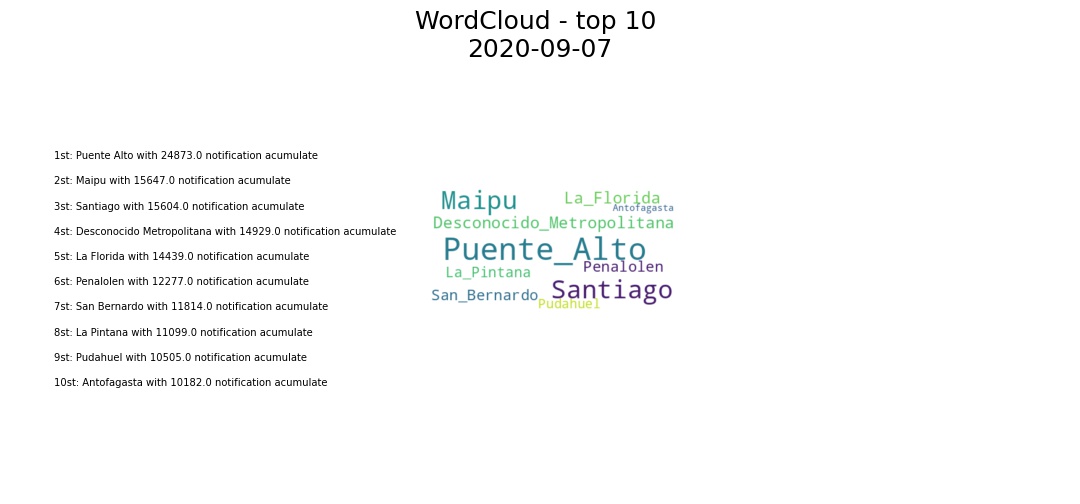 WordCloud - top 10
2020-09-07
1st: Puente Alto with 24873.0 notification acumulate
2st: Maipu with 15647.0 notification acumulate
3st: Santiago with 15604.0 notification acumulate
4st: Desconocido Metropolitana with 14929.0 notification acumulate
5st: La Florida with 14439.0 notification acumulate
6st: Penalolen with 12277.0 notification acumulate
7st: San Bernardo with 11814.0 notification acumulate
8st: La Pintana with 11099.0 notification acumulate
9st: Pudahuel with 10505.0 notification acumulate
10st: Antofagasta with 10182.0 notification acumulate
Maipu
La_Florida
Antofagasta
Desconocido_Metropolitana
Puente_Alto
Penalolen
La_Pintana
San_Bernardo
Santiago
Pudahuel